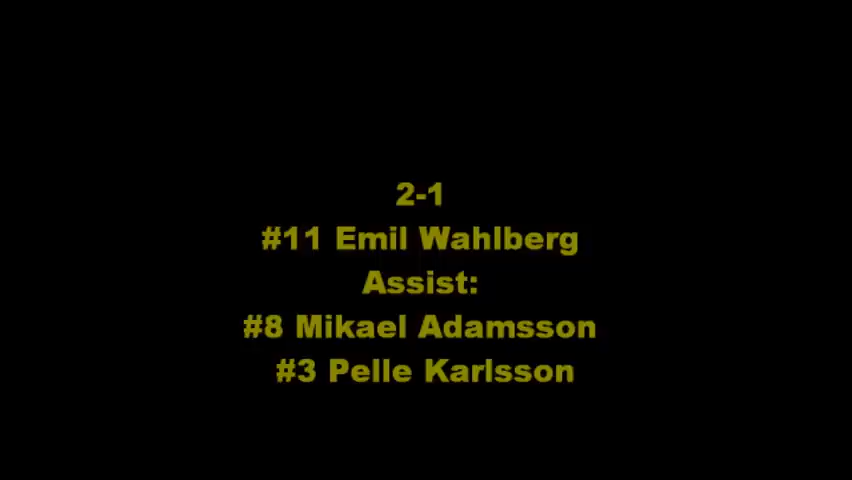 2-1
#11 Emil Wahlberg
Assist:
#8 Mikael Adamsson
#3 Pelle Karlsson